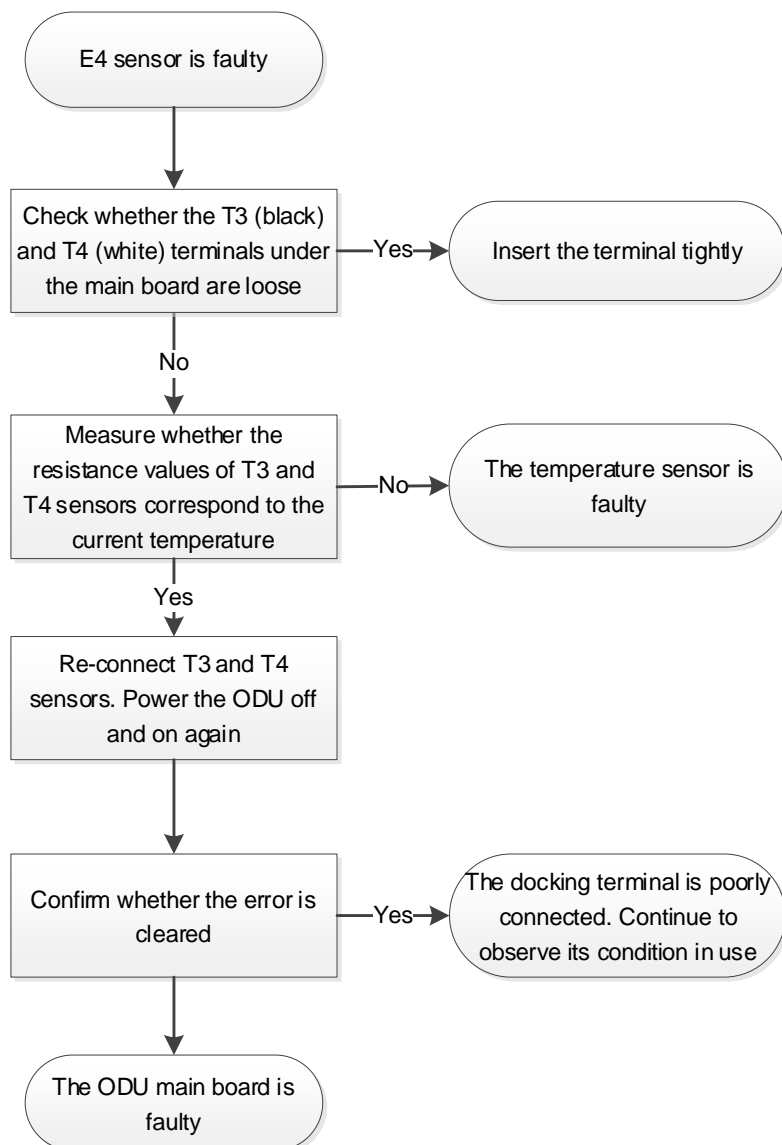 E4 sensor is faulty
Check whether the T3 (black)
and T4 (white) terminals under
the main board are loose
Yes
Insert the terminal tightly
No
Measure whether the
resistance values of T3 and
T4 sensors correspond to the
current temperature
No
The temperature sensor is
faulty
Yes
Re-connect T3 and T4
sensors. Power the ODU off
and on again
Confirm whether the error is
cleared
Yes
The docking terminal is poorly
connected. Continue to
observe its condition in use
The ODU main board is
faulty